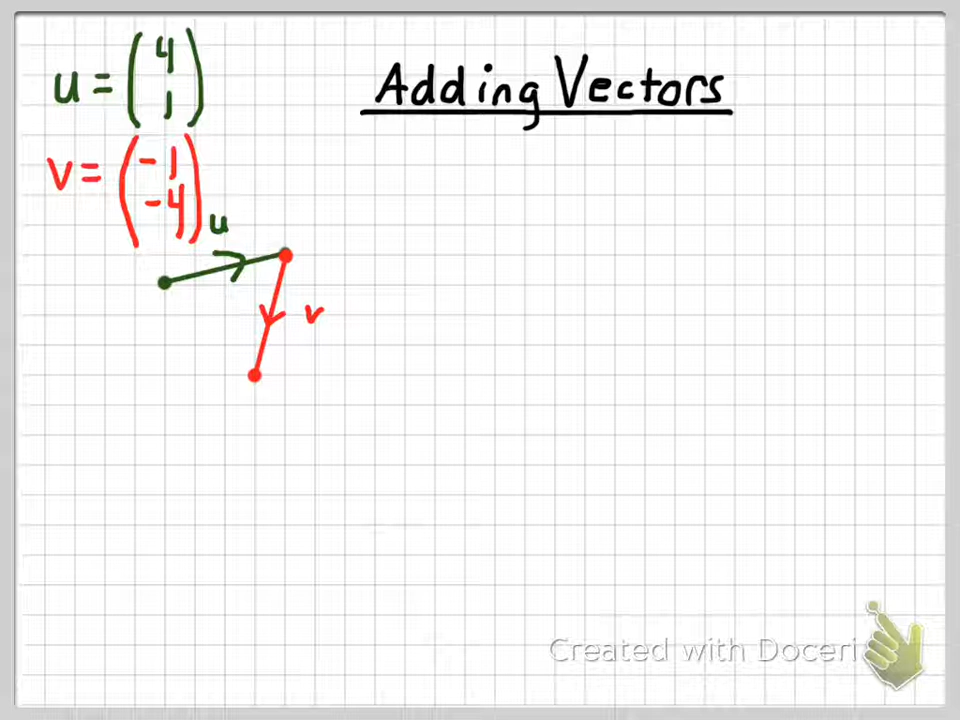 Adding Vectors
u = ( 4
1 )
v = ( -1
-4 )
u
v
Created with Doceri